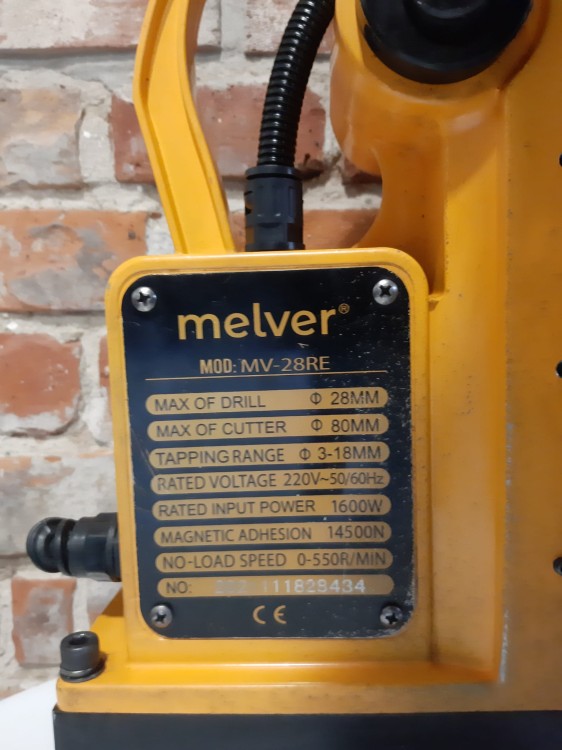 melver®
MOD: MV-28RE
MAX OF DRILL Φ 28MM
MAX OF CUTTER Φ 80MM
TAPPING RANGE Φ 3-18MM
RATED VOLTAGE 220V~50/60Hz
RATED INPUT POWER 1600W
MAGNETIC ADHESION 14500N
NO-LOAD SPEED 0-550R/MIN
NO: 111828434
CE